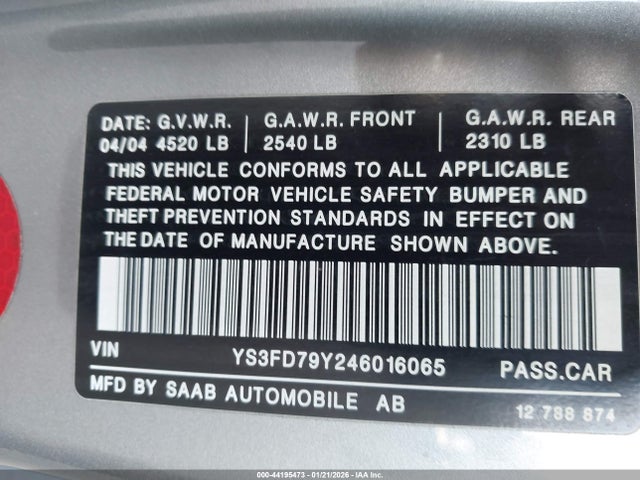 DATE: G.V.W.R. G.A.W.R. FRONT G.A.W.R. REAR
04/04 4520 LB 2540 LB 2310 LB
THIS VEHICLE CONFORMS TO ALL APPLICABLE
FEDERAL MOTOR VEHICLE SAFETY BUMPER AND
THEFT PREVENTION STANDARDS IN EFFECT ON
THE DATE OF MANUFACTURE SHOWN ABOVE.
VIN YS3FD79Y246016065 PASS.CAR
MFD BY SAAB AUTOMOBILE AB 12 788 874
000-44195473 - 01/21/2026 - IAA Inc.